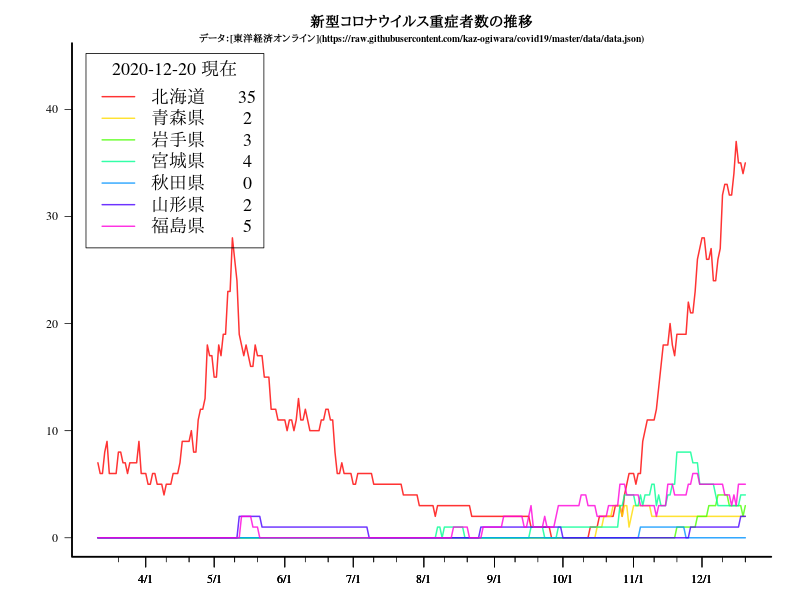 新型コロナウイルス重症者数の推移
データ:[東洋経済オンライン](https://raw.githubusercontent.com/kaz-ogiwara/covid19/master/data/data.json)
2020-12-20 現在
北海道 35
青森県 2
岩手県 3
宮城県 4
秋田県 0
山形県 2
福島県 5
40
30
20
10
0
4/1 5/1 6/1 7/1 8/1 9/1 10/1 11/1 12/1